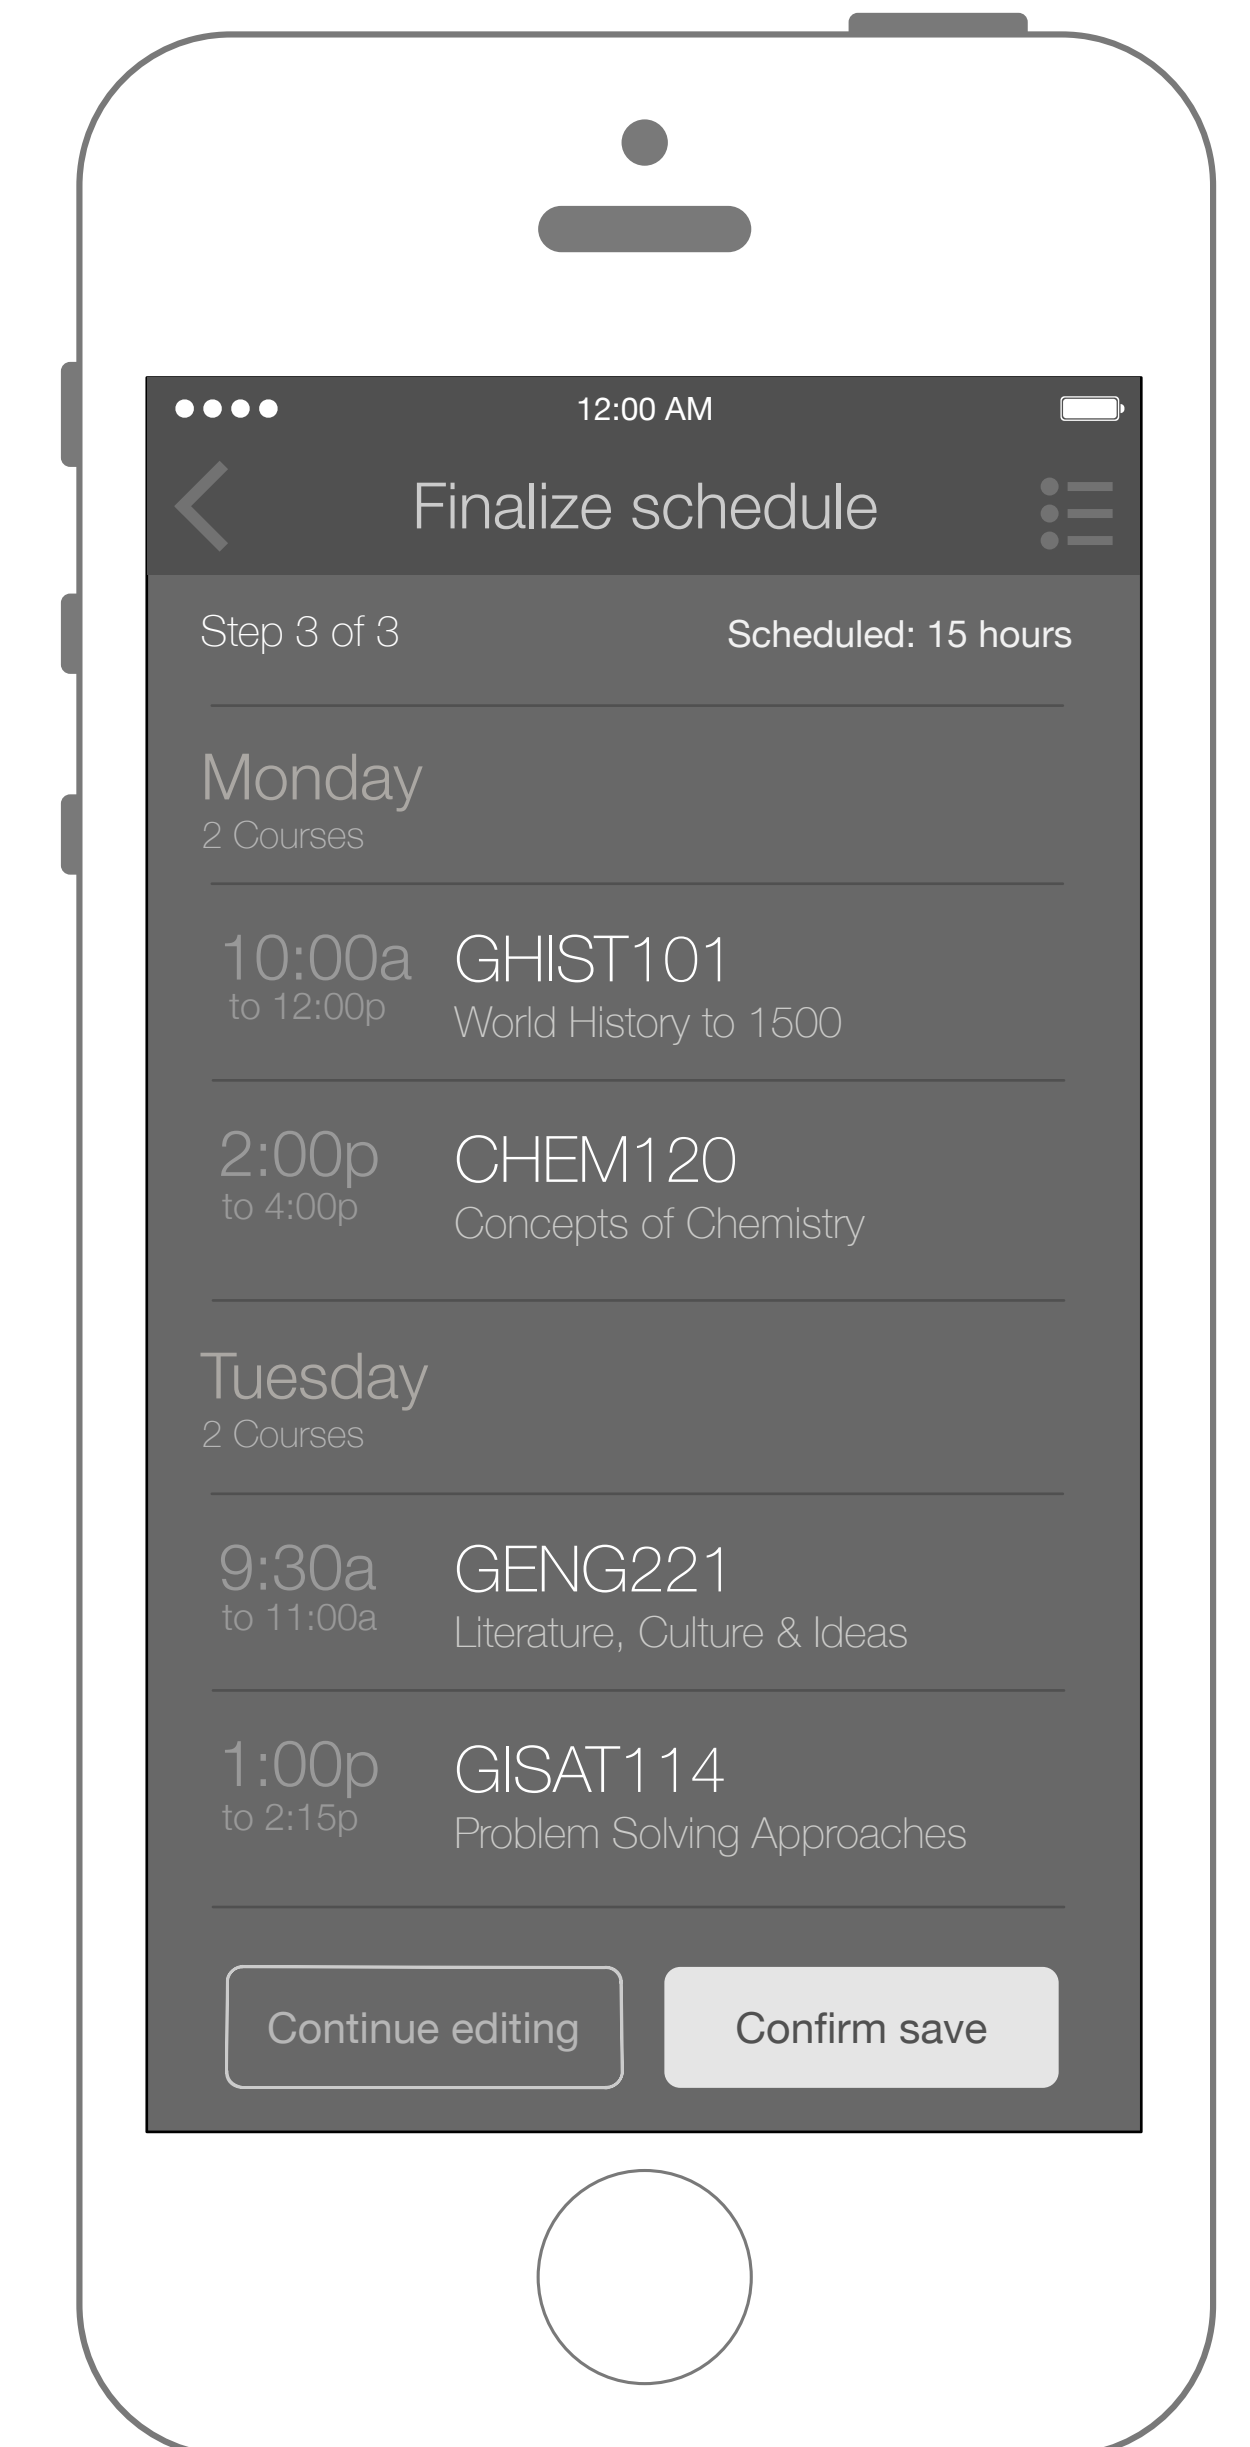 12:00 AM
Finalize schedule
Step 3 of 3
Scheduled: 15 hours
Monday
2 Courses
10:00a
to 12:00p
GHIST101
World History to 1500
2:00p
to 4:00p
CHEM120
Concepts of Chemistry
Tuesday
2 Courses
9:30a
to 11:00a
GENG221
Literature, Culture & Ideas
1:00p
to 2:15p
GISAT114
Problem Solving Approaches
Continue editing
Confirm save